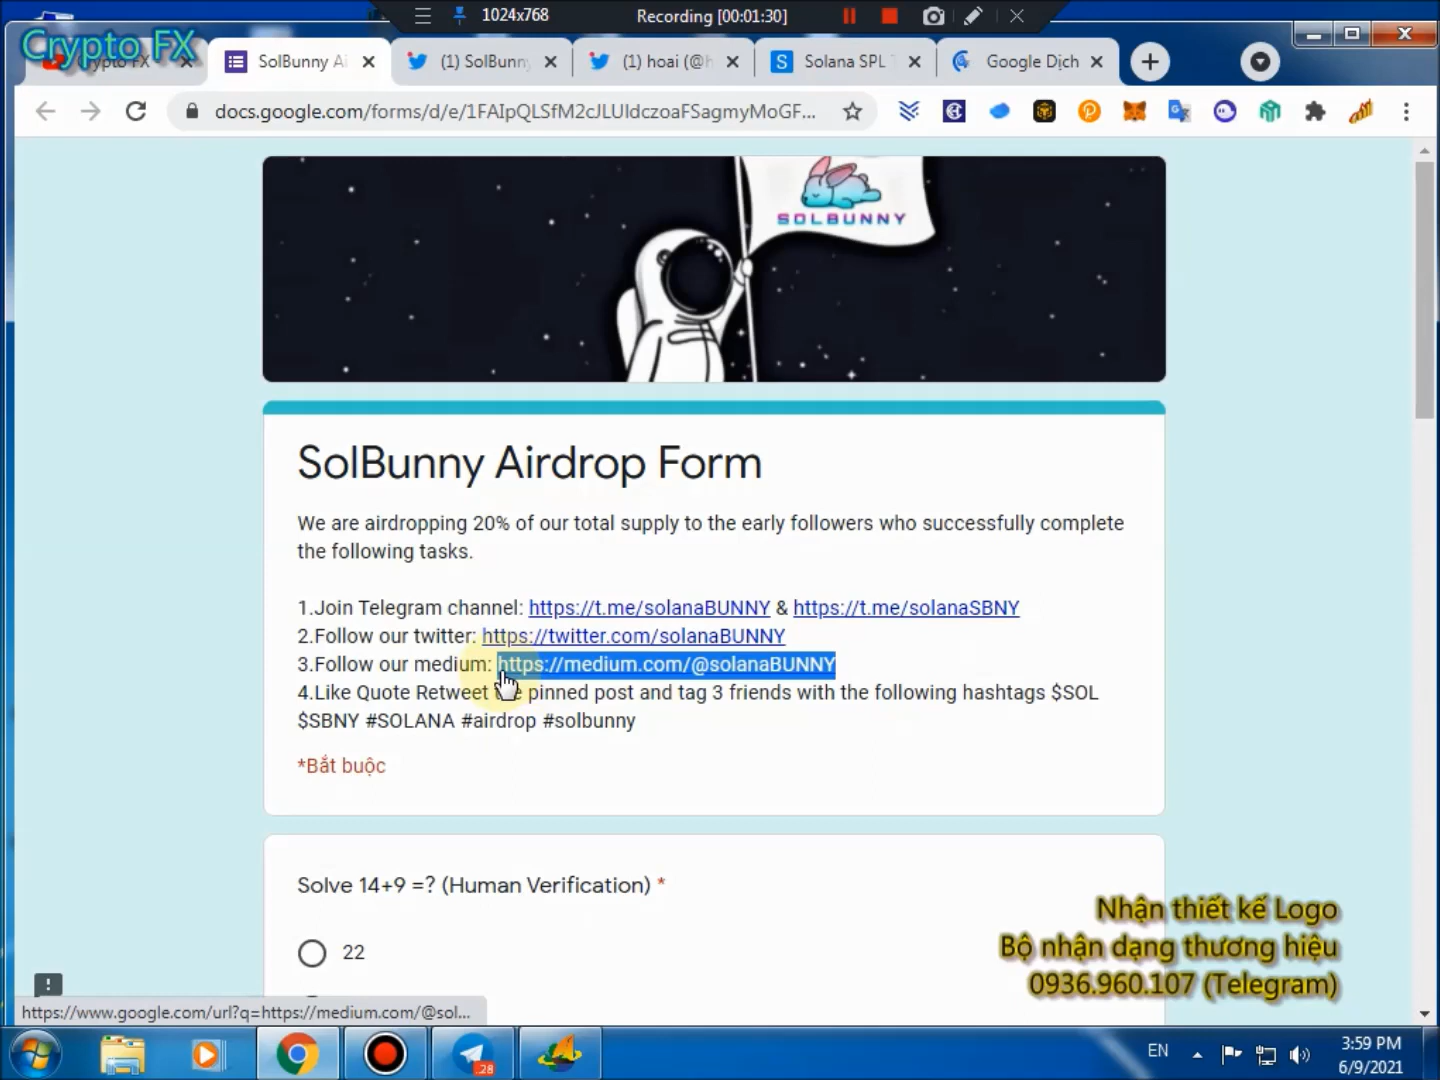 1024x768
Recording [00:01:30]
Crypto FX
SolBunny Ai
(1) SolBunn
(1) hoai (@h
Solana SPL T
Google Dịch
docs.google.com/forms/d/e/1FAIpQLSfM2cJLUIdczoaFSagmyMoGF...
SOLBUNNY
SolBunny Airdrop Form
We are airdropping 20% of our total supply to the early followers who successfully complete
the following tasks.
1.Join Telegram channel: https://t.me/solanaBUNNY & https://t.me/solanaSBNY
2.Follow our twitter: https://twitter.com/solanaBUNNY
3.Follow our medium: https://medium.com/@solanaBUNNY
4.Like Quote Retweet the pinned post and tag 3 friends with the following hashtags $SOL
$SBNY #SOLANA #airdrop #solbunny
*Bắt buộc
Solve 14+9 =? (Human Verification) *
22
Nhận thiết kế Logo
Bộ nhận dạng thương hiệu
0936.960.107 (Telegram)
https://www.google.com/url?q=https://medium.com/@sol...
.28
EN
3:59 PM
6/9/2021